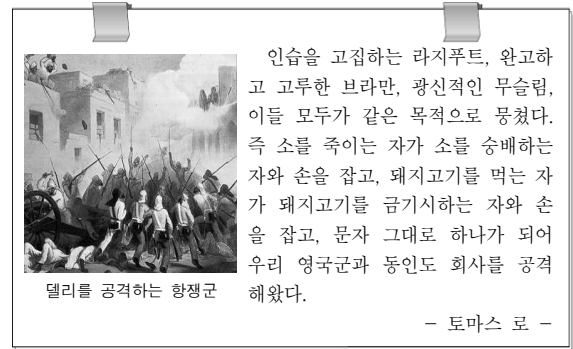 인습을 고집하는 라지푸트, 완고하
고 고루한 브라만, 광신적인 무슬림,
이들 모두가 같은 목적으로 뭉쳤다.
즉 소를 죽이는 자가 소를 숭배하는
자와 손을 잡고, 돼지고기를 먹는 자
가 돼지고기를 금기시하는 자와 손
을 잡고, 문자 그대로 하나가 되어
우리 영국군과 동인도 회사를 공격
해왔다.
- 토마스 로 -
델리를 공격하는 항쟁군